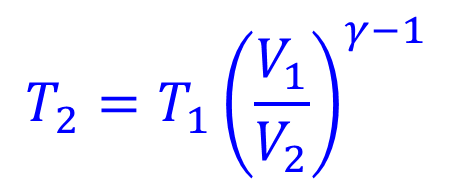 T₂ = T₁ (V₁/V₂)^(γ−1)